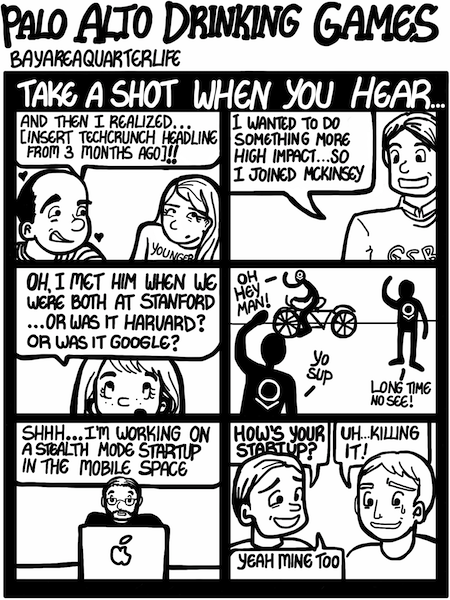 PALO ALTO DRINKING GAMES
BAYAREAQUARTERLIFE
TAKE A SHOT WHEN YOU HEAR...
AND THEN I REALIZED...
[INSERT TECHCRUNCH HEADLINE
FROM 3 MONTHS AGO]!!
YOUNGER
I WANTED TO DO
SOMETHING MORE
HIGH IMPACT...SO
I JOINED MCKINSEY
GSB
OH, I MET HIM WHEN WE
WERE BOTH AT STANFORD
...OR WAS IT HARVARD?
OR WAS IT GOOGLE?
OH
HEY
MAN!
YO
SUP
LONG TIME
NO SEE!
SHHH...I'M WORKING ON
A STEALTH MODE STARTUP
IN THE MOBILE SPACE
HOW'S YOUR
STARTUP?
UH...KILLING
IT!
YEAH MINE TOO